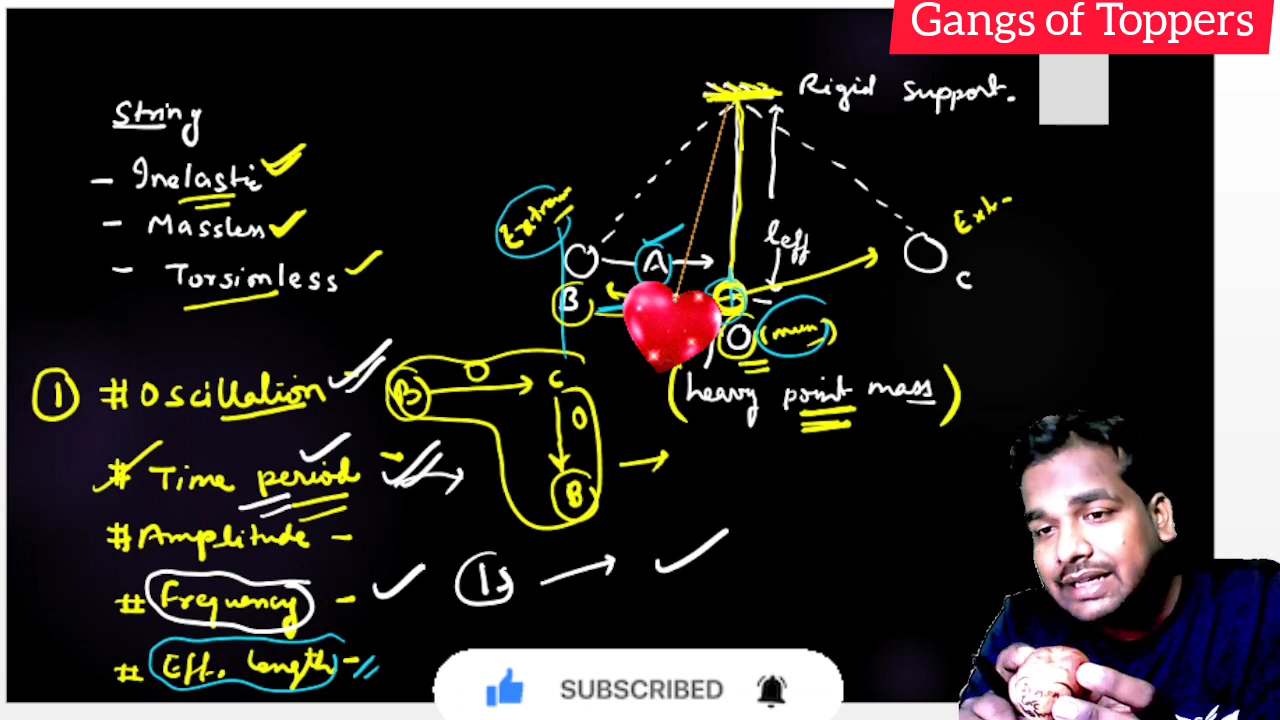 Gangs of Toppers
Rigid support.
String
- Inelastic
- Massless
- Torsionless
Extreme
Extr-
A
leff
B
C
O (mean)
(heavy point mass)
① # Oscillation
B O C
O
B
# Time period -
# Amplitude -
# Frequency - 1s
# Eff. length -
SUBSCRIBED